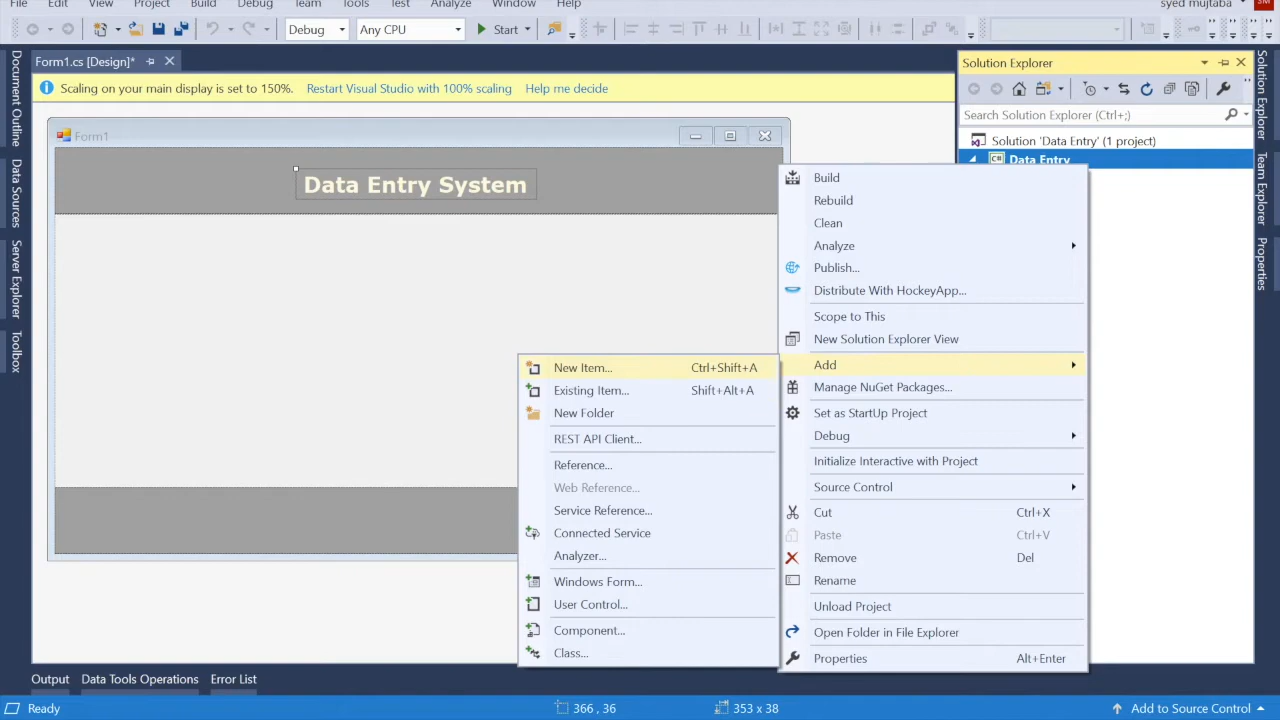 File Edit View Project Build Debug Team Tools Test Analyze Window Help syed mujtaba SM
Debug Any CPU Start
Form1.cs [Design]*
Scaling on your main display is set to 150%. Restart Visual Studio with 100% scaling Help me decide
Form1
Data Entry System
Document Outline
Data Sources
Server Explorer
Toolbox
Solution Explorer
Search Solution Explorer (Ctrl+;)
Solution 'Data Entry' (1 project)
C# Data Entry
Build
Rebuild
Clean
Analyze
Publish...
Distribute With HockeyApp...
Scope to This
New Solution Explorer View
Add
Manage NuGet Packages...
Set as StartUp Project
Debug
Initialize Interactive with Project
Source Control
Cut Ctrl+X
Paste Ctrl+V
Remove Del
Rename
Unload Project
Open Folder in File Explorer
Properties Alt+Enter
New Item... Ctrl+Shift+A
Existing Item... Shift+Alt+A
New Folder
REST API Client...
Reference...
Web Reference...
Service Reference...
Connected Service
Analyzer...
Windows Form...
User Control...
Component...
Class...
Solution Explorer
Team Explorer
Properties
Output Data Tools Operations Error List
Ready 366 , 36 353 x 38 Add to Source Control